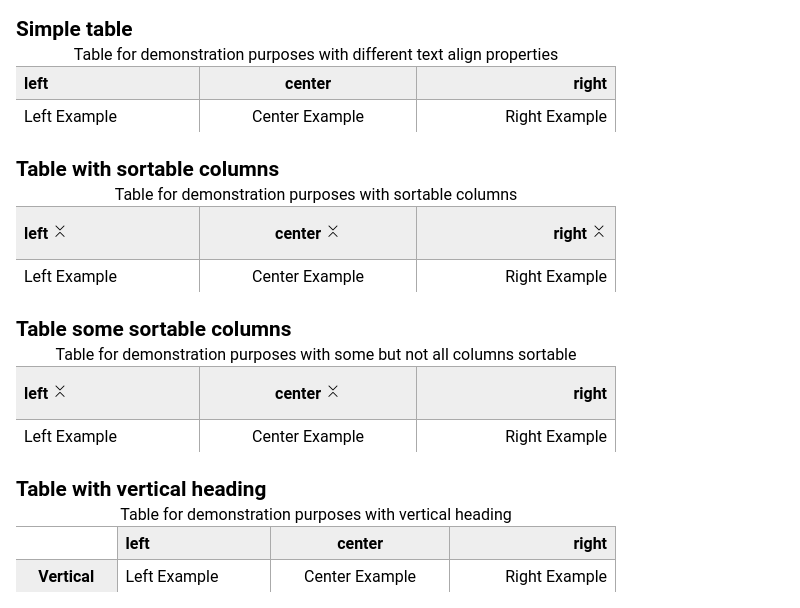 Simple table
Table for demonstration purposes with different text align properties
left center right
Left Example Center Example Right Example
Table with sortable columns
Table for demonstration purposes with sortable columns
left center right
Left Example Center Example Right Example
Table some sortable columns
Table for demonstration purposes with some but not all columns sortable
left center right
Left Example Center Example Right Example
Table with vertical heading
Table for demonstration purposes with vertical heading
left center right
Vertical Left Example Center Example Right Example